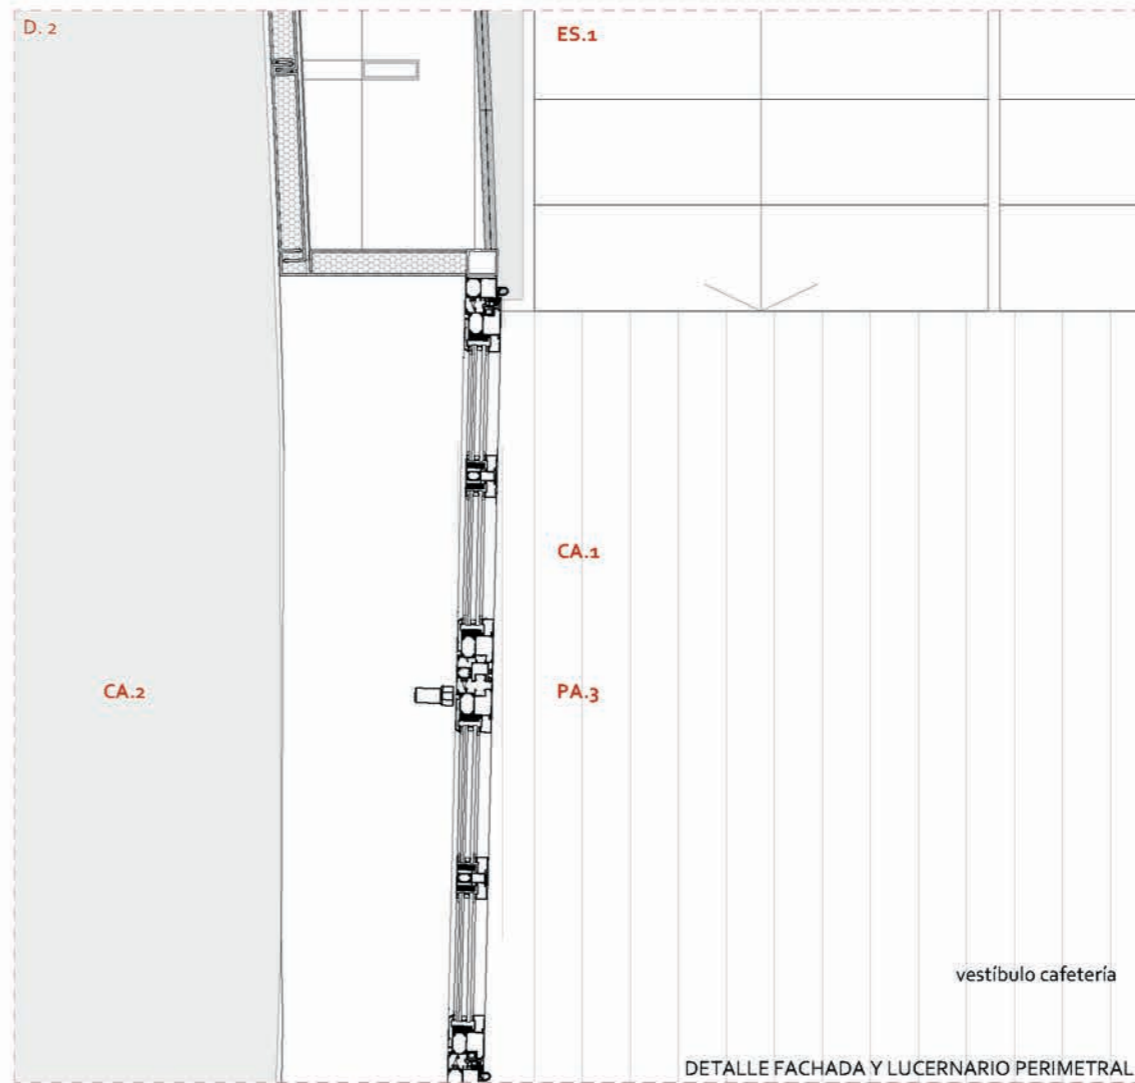 D. 2
ES.1
CA.1
CA.2
PA.3
vestíbulo cafetería
DETALLE FACHADA Y LUCERNARIO PERIMETRAL